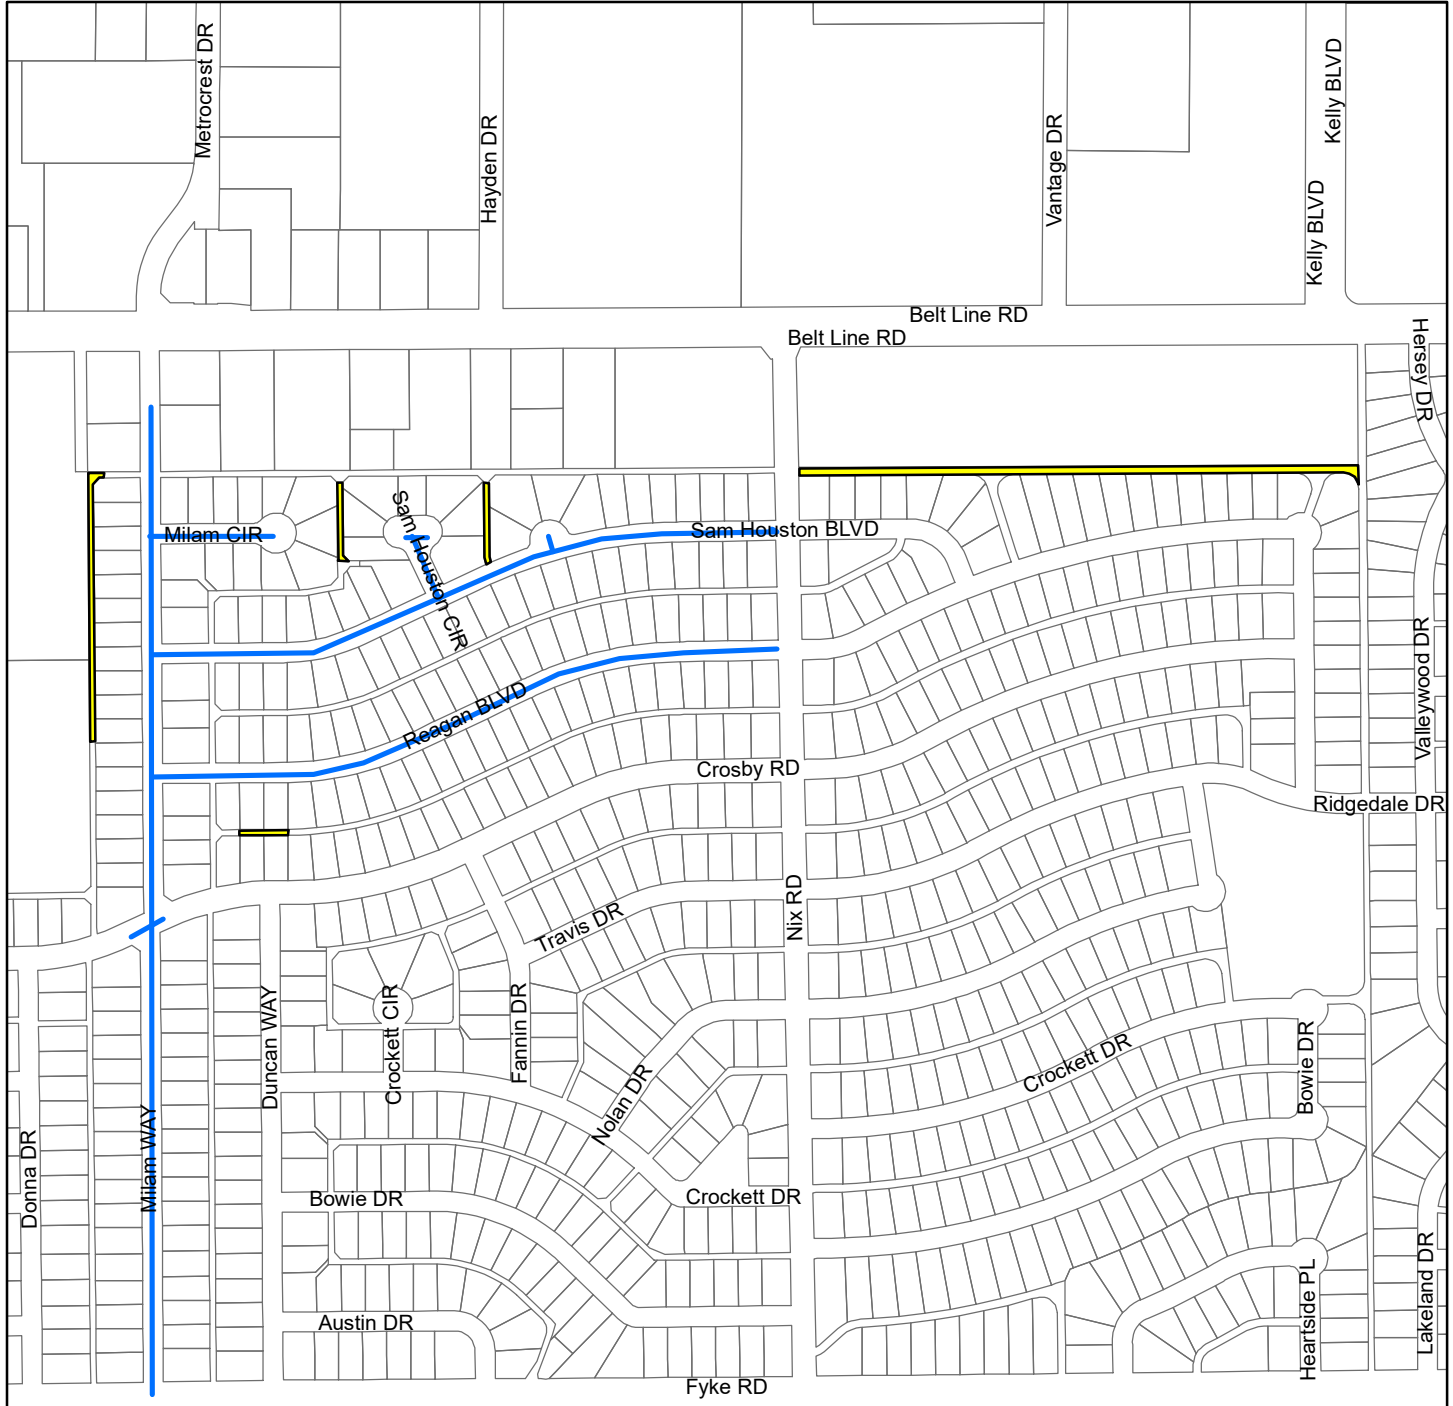 Metrocrest DR
Hayden DR
Vantage DR
Kelly BLVD
Kelly BLVD
Belt Line RD
Belt Line RD
Hersey DR
Milam CIR
Sam Houston CIR
Sam Houston BLVD
Valleywood DR
Reagan BLVD
Crosby RD
Ridgedale DR
Nix RD
Travis DR
Duncan WAY
Crockett CIR
Fannin DR
Nolan DR
Crockett DR
Bowie DR
Donna DR
Milam WAY
Bowie DR
Crockett DR
Austin DR
Heartside PL
Lakeland DR
Fyke RD